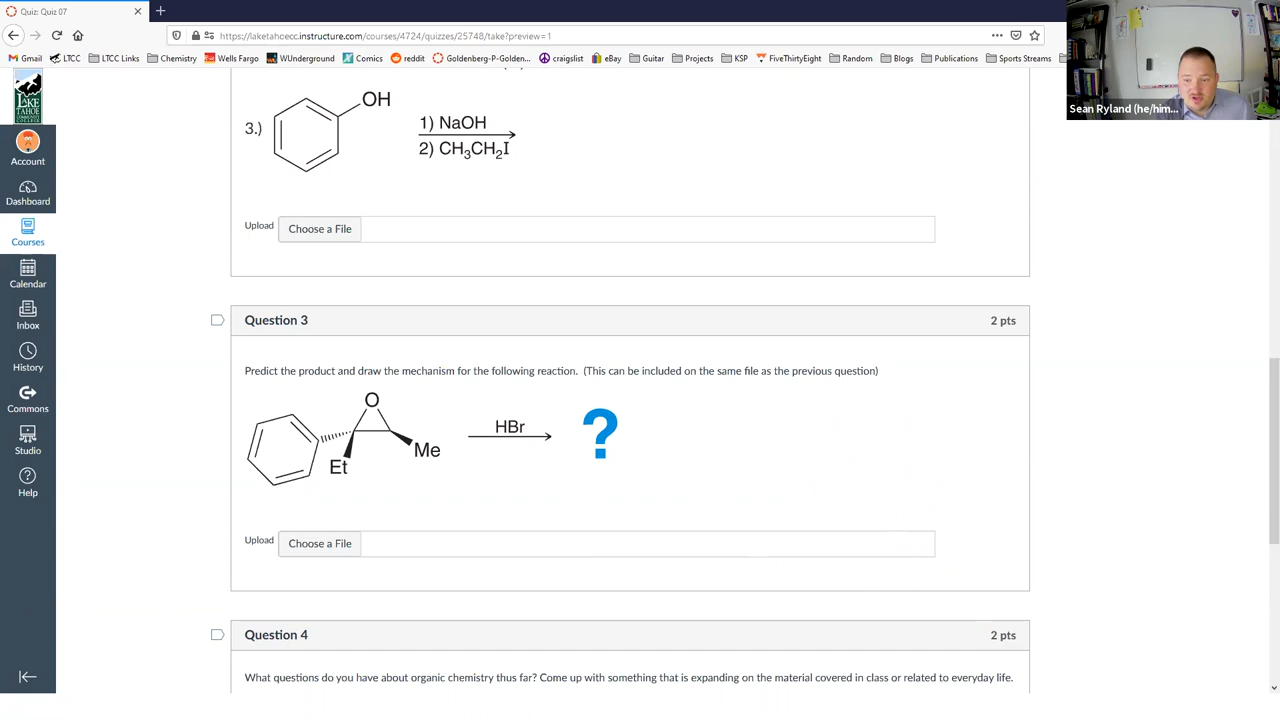 Quiz: Quiz 07
https://laketahoecc.instructure.com/courses/4724/quizzes/25748/take?preview=1
Gmail LTCC LTCC Links Chemistry Wells Fargo WUnderground Comics reddit Goldenberg-P-Golden... craigslist eBay Guitar Projects KSP FiveThirtyEight Random Blogs Publications Sports Streams
Sean Ryland (he/him...
LAKE TAHOE
Account
Dashboard
Courses
Calendar
Inbox
History
Commons
Studio
Help
3.)
OH
1) NaOH
2) CH3CH2I
Upload Choose a File
Question 3 2 pts
Predict the product and draw the mechanism for the following reaction. (This can be included on the same file as the previous question)
O
Et
Me
HBr
?
Upload Choose a File
Question 4 2 pts
What questions do you have about organic chemistry thus far? Come up with something that is expanding on the material covered in class or related to everyday life.